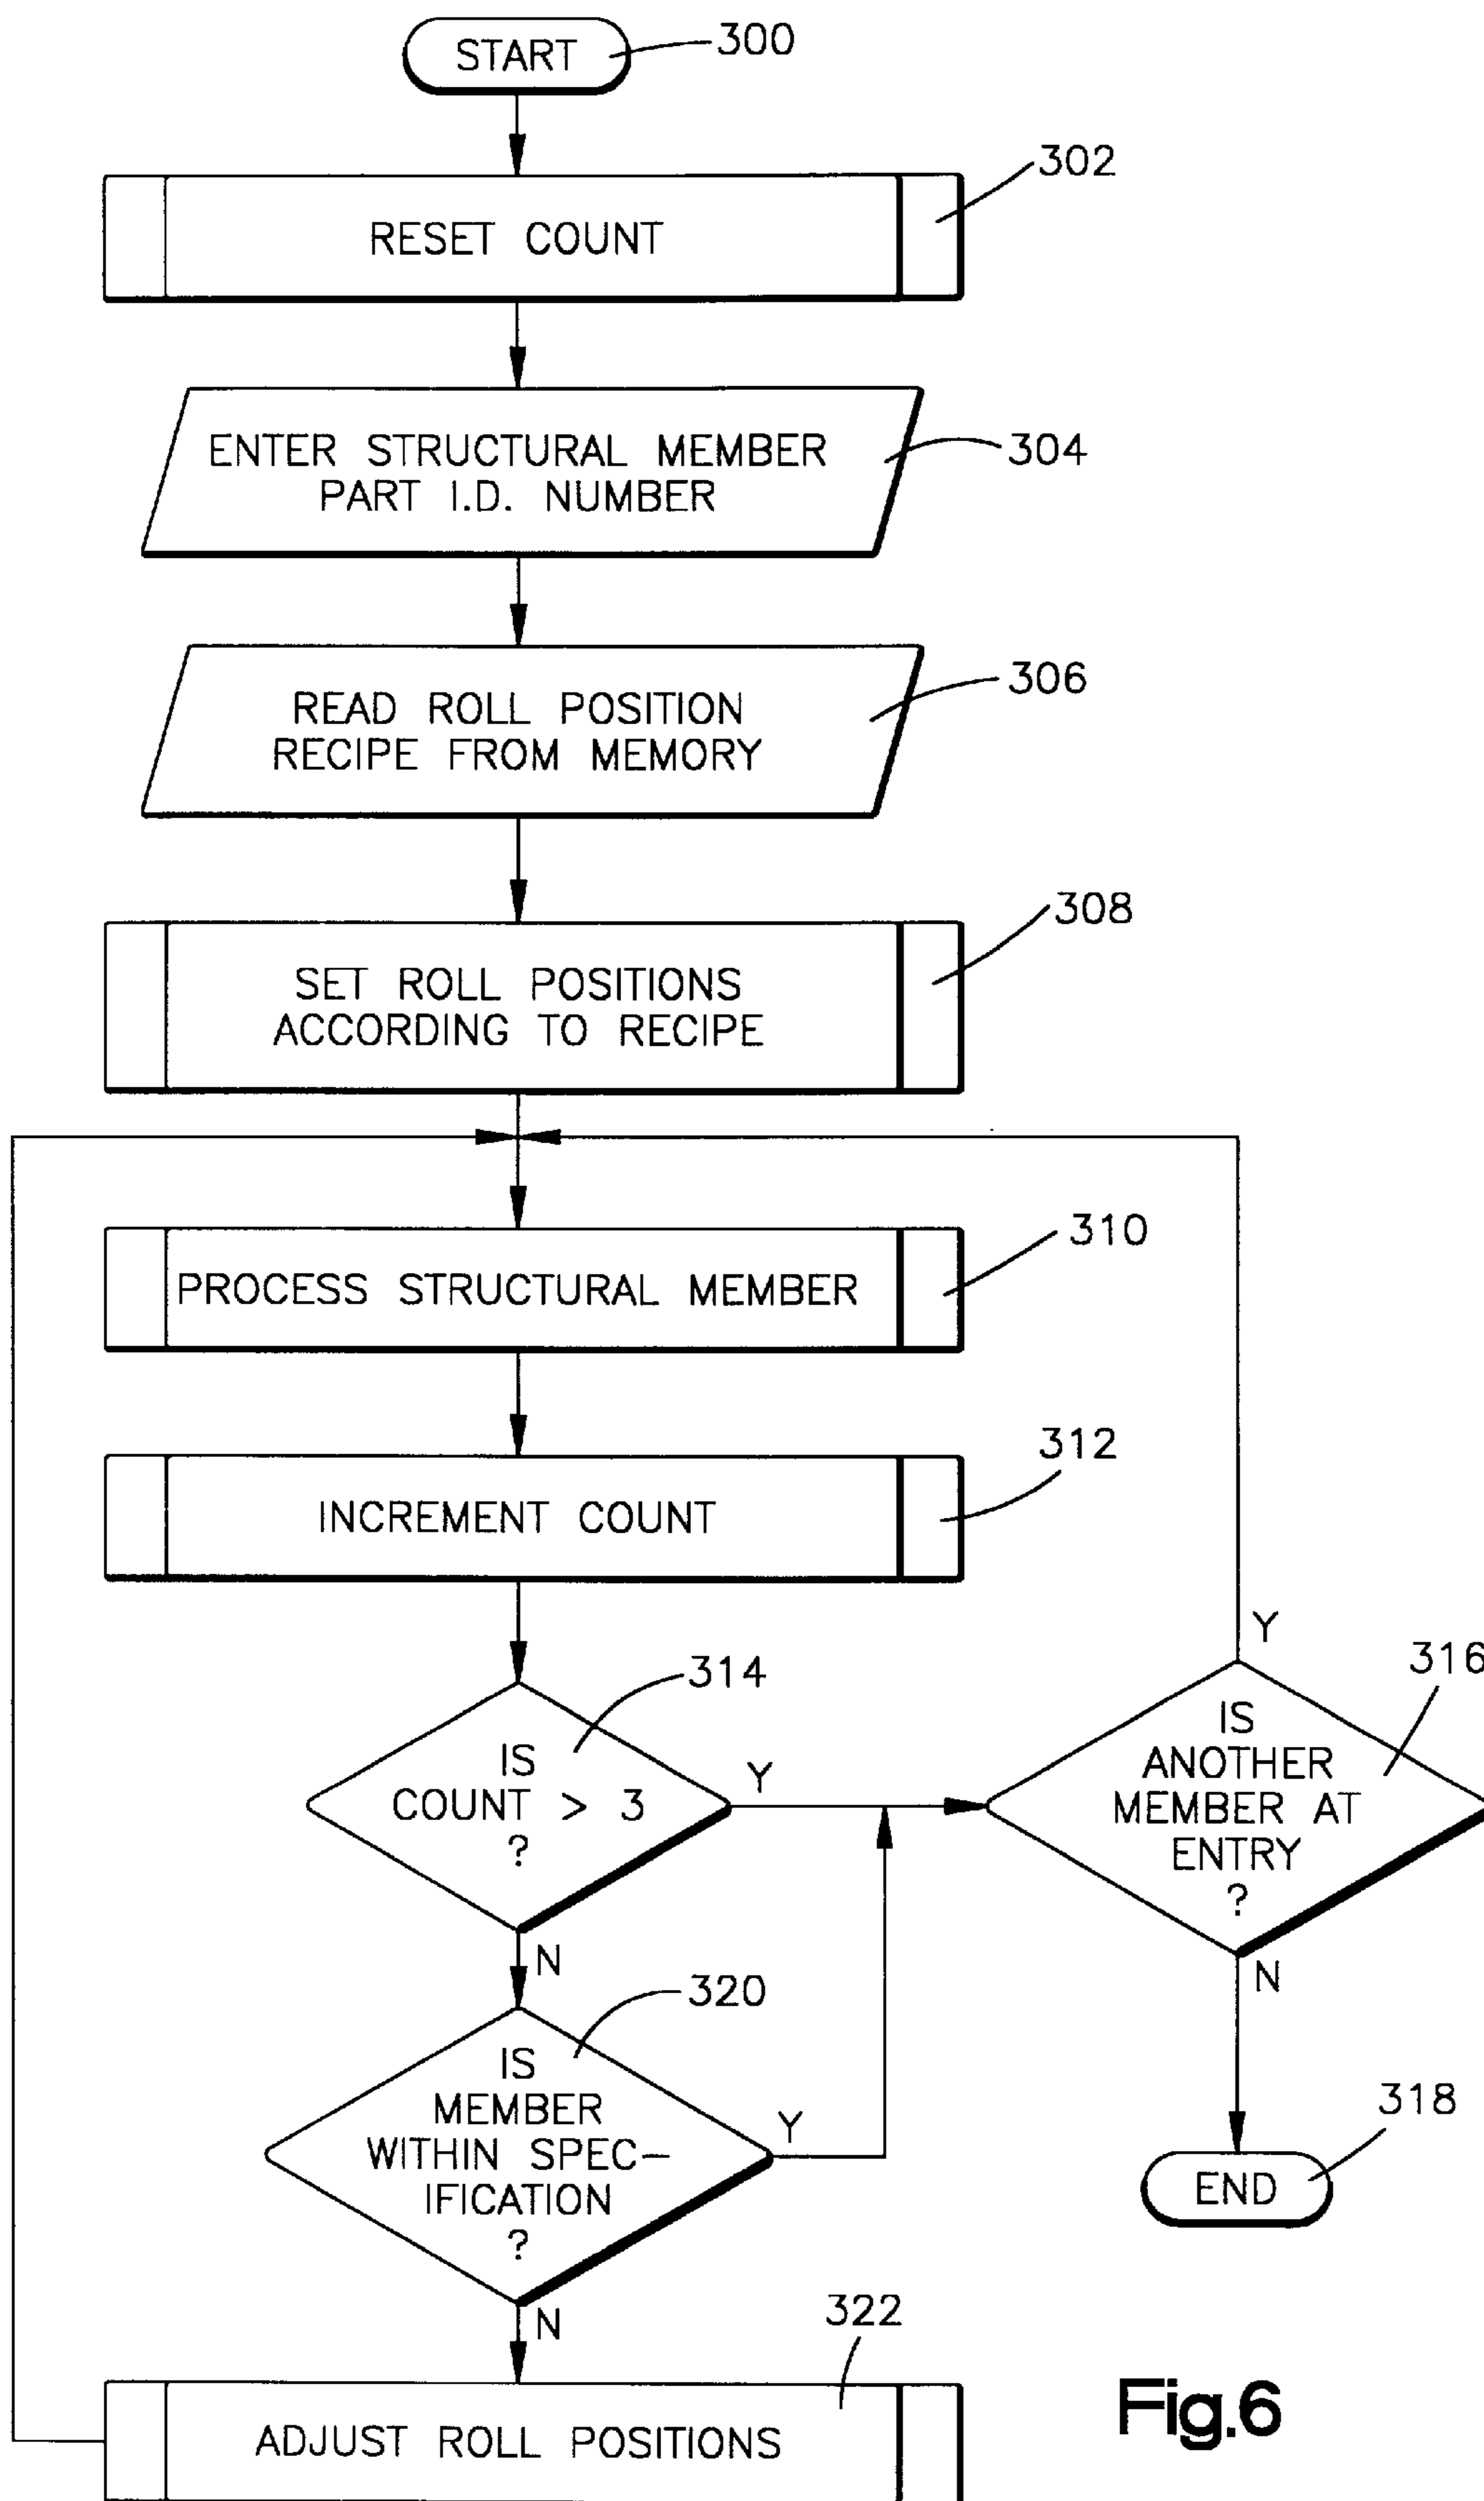 START
300
302
RESET COUNT
ENTER STRUCTURAL MEMBER
PART I.D. NUMBER
304
READ ROLL POSITION
RECIPE FROM MEMORY
306
308
SET ROLL POSITIONS
ACCORDING TO RECIPE
310
PROCESS STRUCTURAL MEMBER
312
INCREMENT COUNT
314
IS
COUNT > 3
?
Y
N
316
Y
IS
ANOTHER
MEMBER AT
ENTRY
?
N
320
IS
MEMBER
WITHIN SPEC-
IFICATION
?
Y
N
318
END
322
ADJUST ROLL POSITIONS
Fig.6